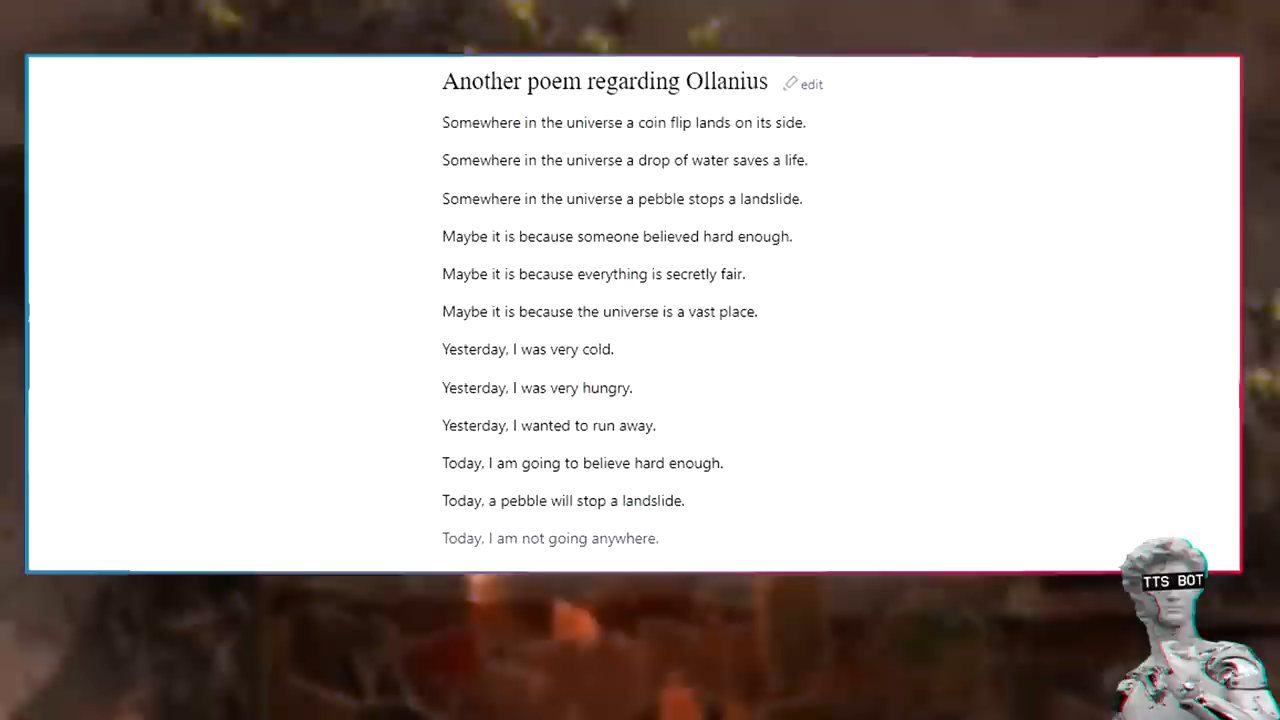 Another poem regarding Ollanius edit
Somewhere in the universe a coin flip lands on its side.
Somewhere in the universe a drop of water saves a life.
Somewhere in the universe a pebble stops a landslide.
Maybe it is because someone believed hard enough.
Maybe it is because everything is secretly fair.
Maybe it is because the universe is a vast place.
Yesterday, I was very cold.
Yesterday, I was very hungry.
Yesterday, I wanted to run away.
Today, I am going to believe hard enough.
Today, a pebble will stop a landslide.
Today, I am not going anywhere.
TTS BOT